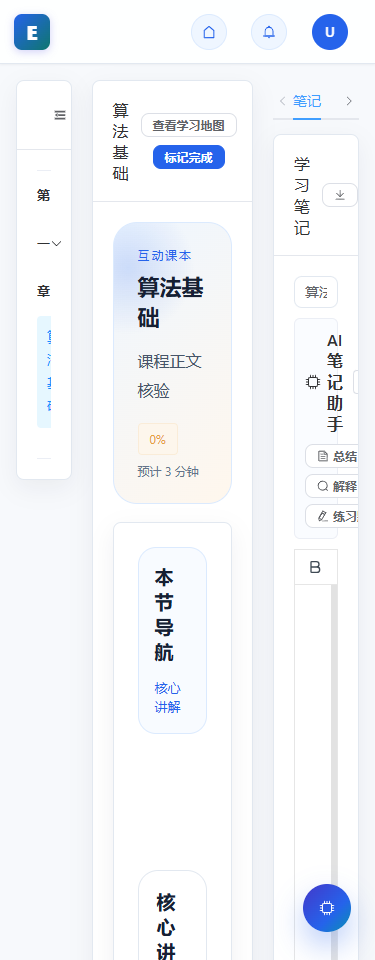 E
U
第
一
章
算法基础
查看学习地图
标记完成
互动课本
算法基
础
课程正文
核验
0%
预计 3 分钟
本
节
导
航
核心
讲解
核
心
讲
笔记
学
习
笔
记
算法
AI
笔
记
助
手
总结
解释
练习
B